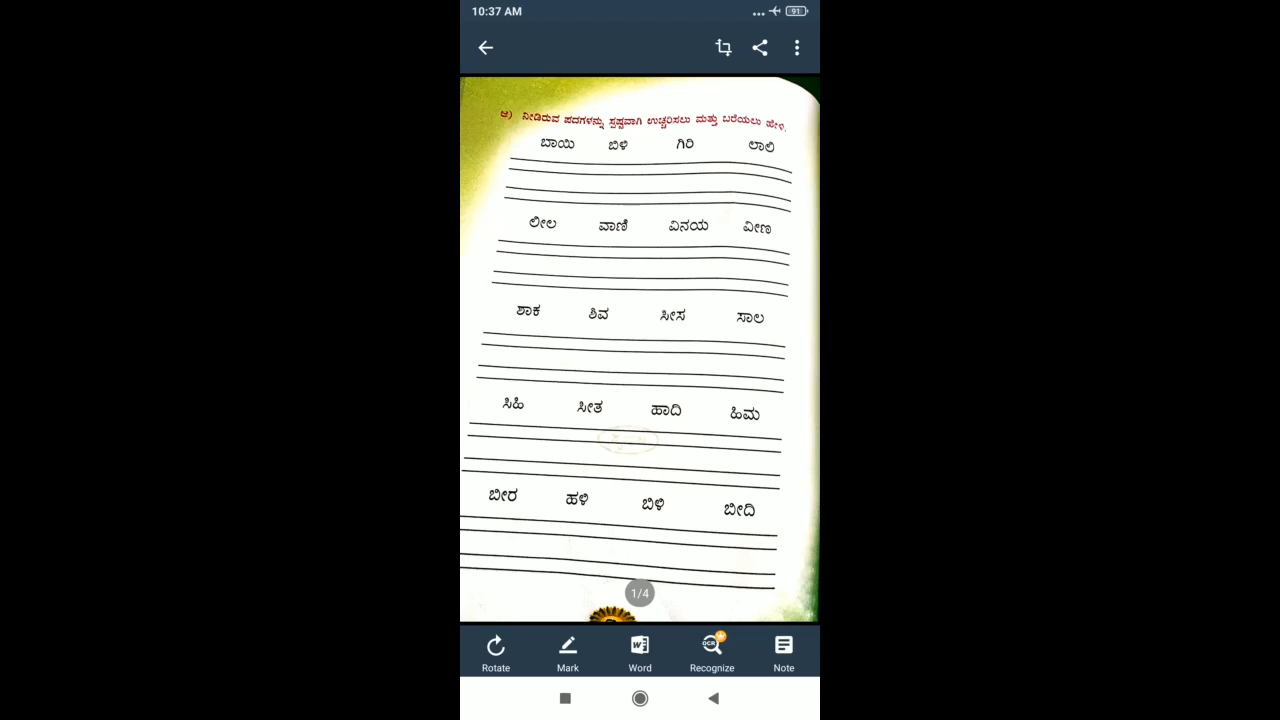 10:37 AM
91
ಆ) ನೀಡಿರುವ ಪದಗಳನ್ನು ಸ್ಪಷ್ಟವಾಗಿ ಉಚ್ಚರಿಸಲು ಮತ್ತು ಬರೆಯಲು ಹೇಳಿ.
ಬಾಯಿ ಬಿಳಿ ಗಿರಿ ಲಾಲಿ
ಲೀಲ ವಾಣಿ ವಿನಯ ವೀಣ
ಶಾಕ ಶಿವ ಸೀಸ ಸಾಲ
ಸಿಹಿ ಸೀತ ಹಾದಿ ಹಿಮ
ಬೀರ ಹಳಿ ಬಿಳಿ ಬೀದಿ
1/4
Rotate Mark Word Recognize Note